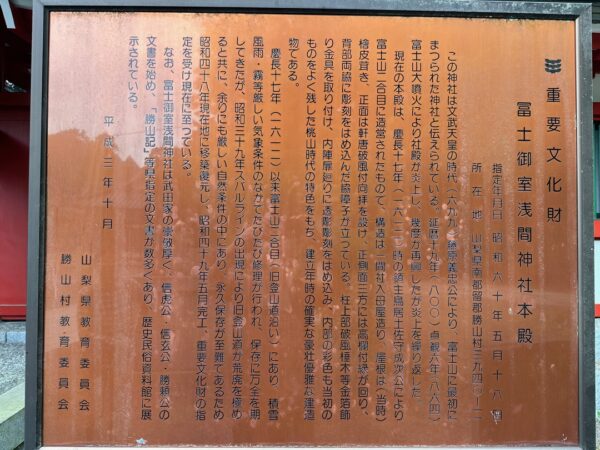 重要文化財
冨士御室浅間神社本殿
指定年月日 昭和六十年五月十八日
所在地 山梨県南都留郡勝山村三九五四ー一
この神社は文武天皇の時代(六九九)藤原義忠公により、富士山に最初に
まつられた神社と伝えられている。延暦十九年(八〇〇)貞観六年(八六四)
富士山大噴火により社殿が炎上し、幾度か再興したが炎上を繰り返した。
現在の本殿は、慶長十七年(一六一二)時の領主鳥居土佐守成次公により
富士山二合目に造営されたもので、構造は一間社入母屋造り、屋根は(当時)
檜皮葺き、正面は軒唐破風付向拝を設け、正側面三方には高欄付縁が回り、
背部両脇に彫刻をはめ込んだ脇障子が立っている。柱上部破風棰木等金箔飾
り金具を取り付け、内陣扉廻りに透彫彫刻をはめ込み、内部の彩色も当初の
ものをよく残した桃山時代の特色をもち、建立年時の確実な豪壮優雅な建造
物である。
慶長十七年(一六一二)以来富士山二合目(旧登山道沿い)にあり、積雪
風雨・霧等厳しい気象条件のなかでたびたび修理が行われ、保存に万全を期
してきたが、昭和三十九年スバルラインの出現により旧登山道が荒廃を極め
ると共に、余りにも厳しい自然条件の中にあり、永久保存が至難であるため
昭和四十八年現在地に移築復元し、昭和四十九年五月完工、重要文化財の指
定を受け現在に至っている。
なお、冨士御室浅間神社は武田家の崇敬厚く、信虎公、信玄公・勝頼公の
文書を始め、「勝山記」等県指定の文書が数多くあり、歴史民俗資料館に展
示されている。
平成三年十月
山梨県教育委員会
勝山村教育委員会